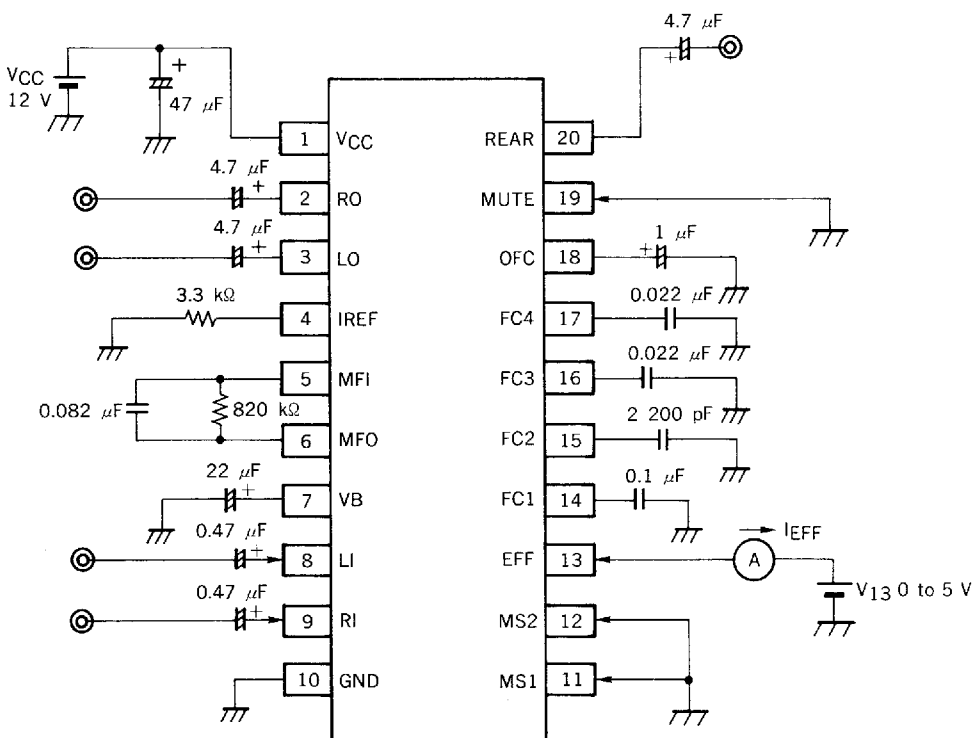 4.7 µF
+
VCC
12 V
+
47 µF
1 VCC
REAR 20
4.7 µF
+
2 RO
MUTE 19
4.7 µF
+
3 LO
OFC 18
1 µF
+
3.3 kΩ
4 IREF
FC4 17
0.022 µF
5 MFI
FC3 16
0.022 µF
0.082 µF
820 kΩ
6 MFO
FC2 15
2 200 pF
22 µF
+
7 VB
FC1 14
0.1 µF
0.47 µF
+
8 LI
EFF 13
A
IEFF
V13 0 to 5 V
0.47 µF
+
9 RI
MS2 12
10 GND
MS1 11